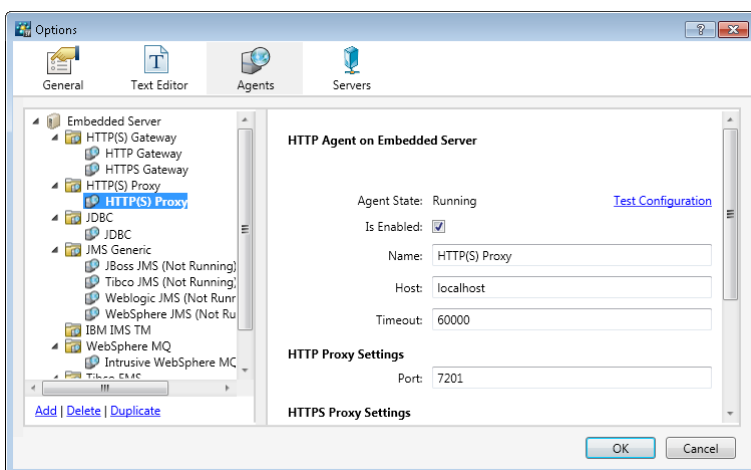 Options
General
Text Editor
Agents
Servers
Embedded Server
HTTP(S) Gateway
HTTP Gateway
HTTPS Gateway
HTTP(S) Proxy
HTTP(S) Proxy
JDBC
JDBC
JMS Generic
JBoss JMS (Not Running)
Tibco JMS (Not Running)
Weblogic JMS (Not Runr
WebSphere JMS (Not Ru
IBM IMS TM
WebSphere MQ
Intrusive WebSphere MQ
Tibco EMS
Add | Delete | Duplicate
HTTP Agent on Embedded Server
Agent State: Running Test Configuration
Is Enabled:
Name: HTTP(S) Proxy
Host: localhost
Timeout: 60000
HTTP Proxy Settings
Port: 7201
HTTPS Proxy Settings
OK Cancel